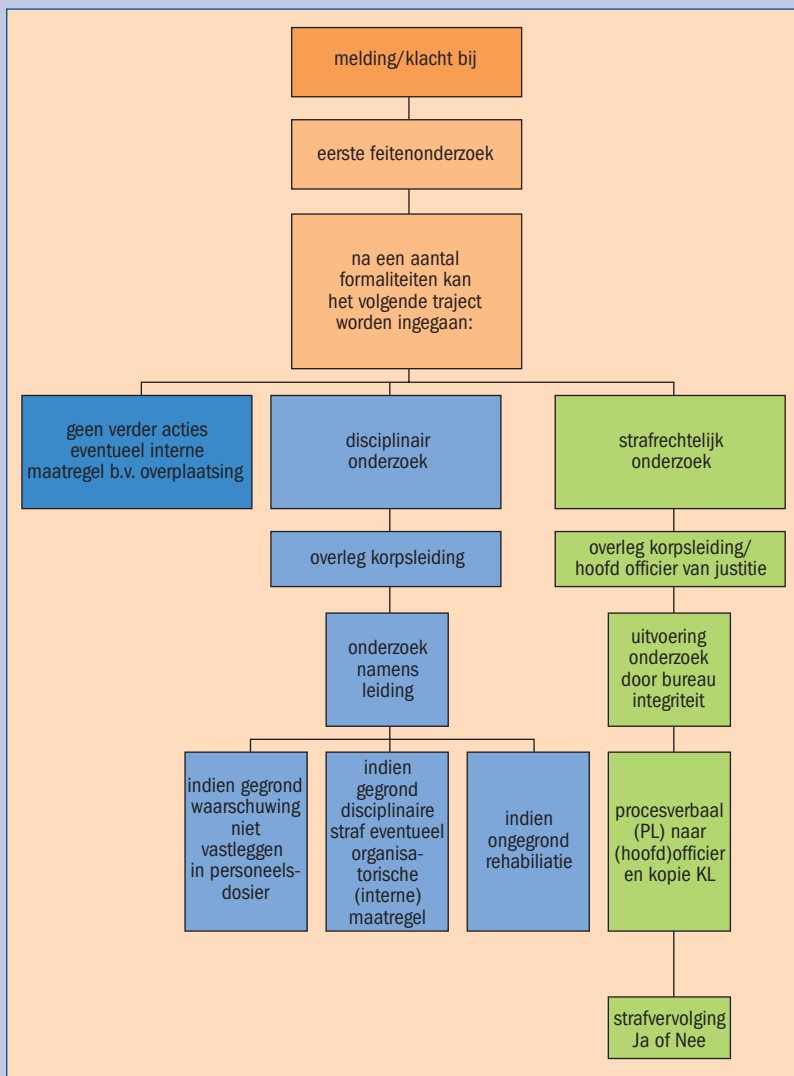 melding/klacht bij
eerste feitenonderzoek
na een aantal
formaliteiten kan
het volgende traject
worden ingegaan:
geen verder acties
eventueel interne
maatregel b.v. overplaatsing
disciplinair
onderzoek
strafrechtelijk
onderzoek
overleg korpsleiding
overleg korpsleiding/
hoofd officier van justitie
onderzoek
namens
leiding
uitvoering
onderzoek
door bureau
integriteit
indien gegrond
waarschuwing
niet
vastleggen
in personeels-
dosier
indien
gegrond
disciplinaire
straf eventueel
organisa-
torische
(interne)
maatregel
indien
ongegrond
rehabiliatie
procesverbaal
(PL) naar
(hoofd)officier
en kopie KL
strafvervolging
Ja of Nee